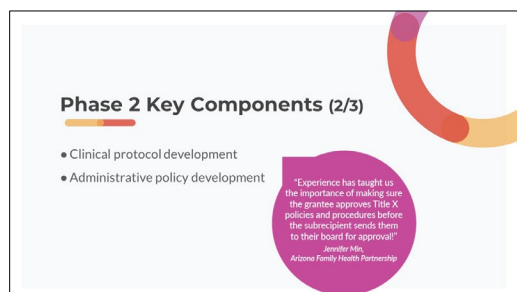 Phase 2 Key Components (2/3)
● Clinical protocol development
● Administrative policy development
"Experience has taught us
the importance of making sure
the grantee approves Title X
policies and procedures before
the subrecipient sends them
to their board for approval!"
Jennifer Min,
Arizona Family Health Partnership